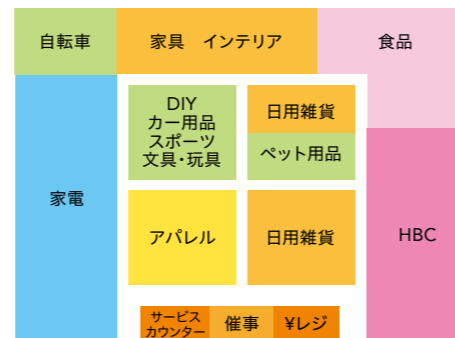 自転車
家具　インテリア
食品
DIY
カー用品
スポーツ
文具・玩具
日用雑貨
ペット用品
家電
アパレル
日用雑貨
HBC
サービス
カウンター
催事
¥レジ